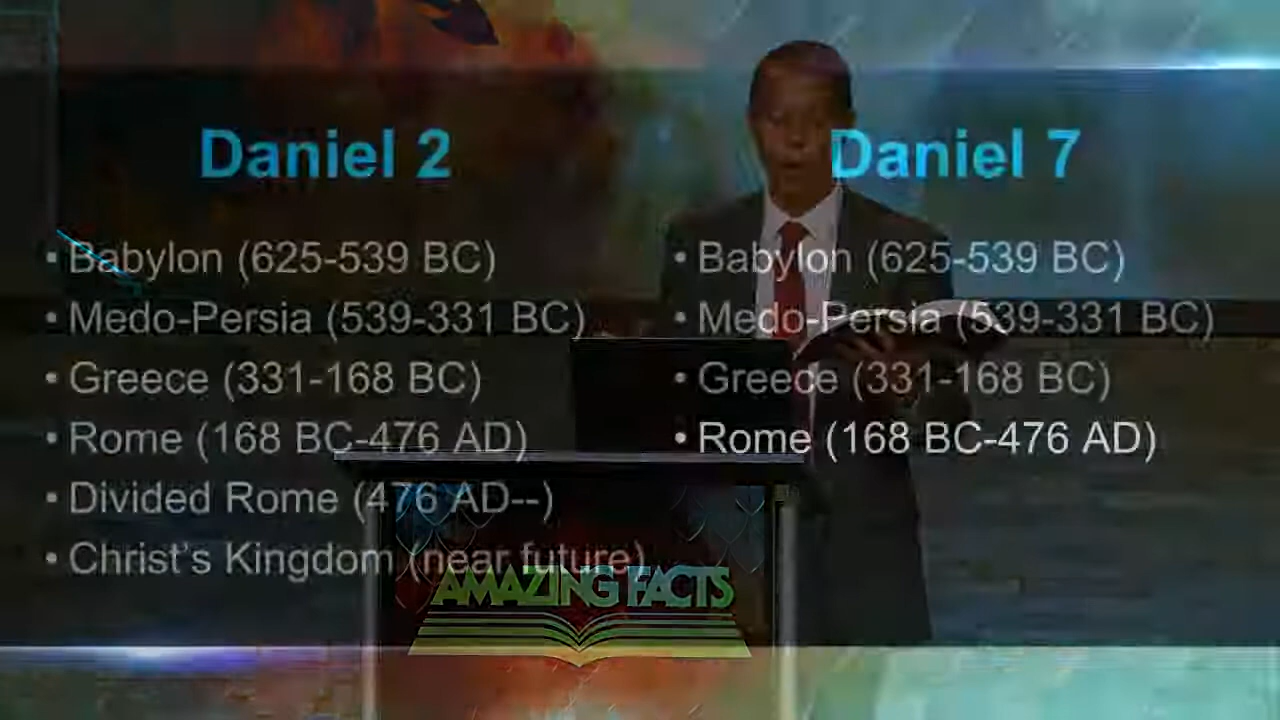 Daniel 2
• Babylon (625-539 BC)
• Medo-Persia (539-331 BC)
• Greece (331-168 BC)
• Rome (168 BC-476 AD)
• Divided Rome (476 AD--)
• Christ's Kingdom (near future)
Daniel 7
• Babylon (625-539 BC)
• Medo-Persia (539-331 BC)
• Greece (331-168 BC)
• Rome (168 BC-476 AD)
AMAZING FACTS